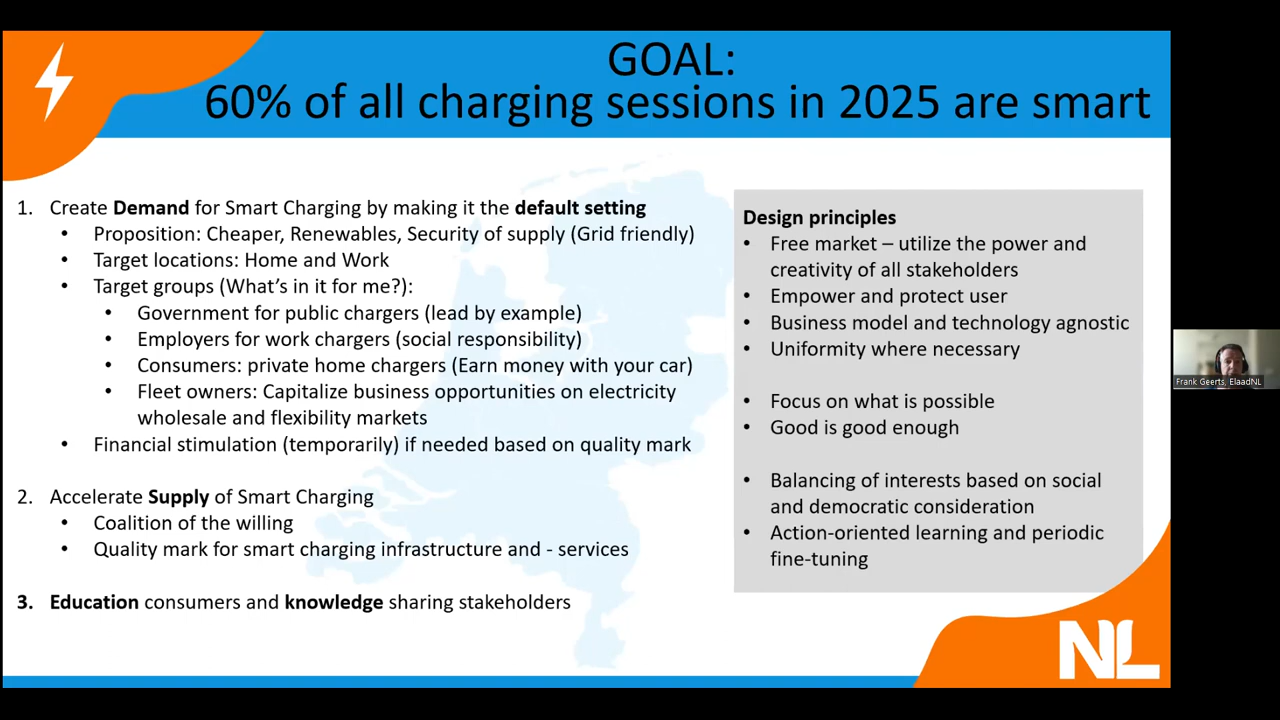 GOAL:
60% of all charging sessions in 2025 are smart
1. Create Demand for Smart Charging by making it the default setting
• Proposition: Cheaper, Renewables, Security of supply (Grid friendly)
• Target locations: Home and Work
• Target groups (What's in it for me?):
• Government for public chargers (lead by example)
• Employers for work chargers (social responsibility)
• Consumers: private home chargers (Earn money with your car)
• Fleet owners: Capitalize business opportunities on electricity
wholesale and flexibility markets
• Financial stimulation (temporarily) if needed based on quality mark
2. Accelerate Supply of Smart Charging
• Coalition of the willing
• Quality mark for smart charging infrastructure and - services
3. Education consumers and knowledge sharing stakeholders
Design principles
• Free market – utilize the power and
creativity of all stakeholders
• Empower and protect user
• Business model and technology agnostic
• Uniformity where necessary
• Focus on what is possible
• Good is good enough
• Balancing of interests based on social
and democratic consideration
• Action-oriented learning and periodic
fine-tuning
NL
Frank Geerts, ElaadNL